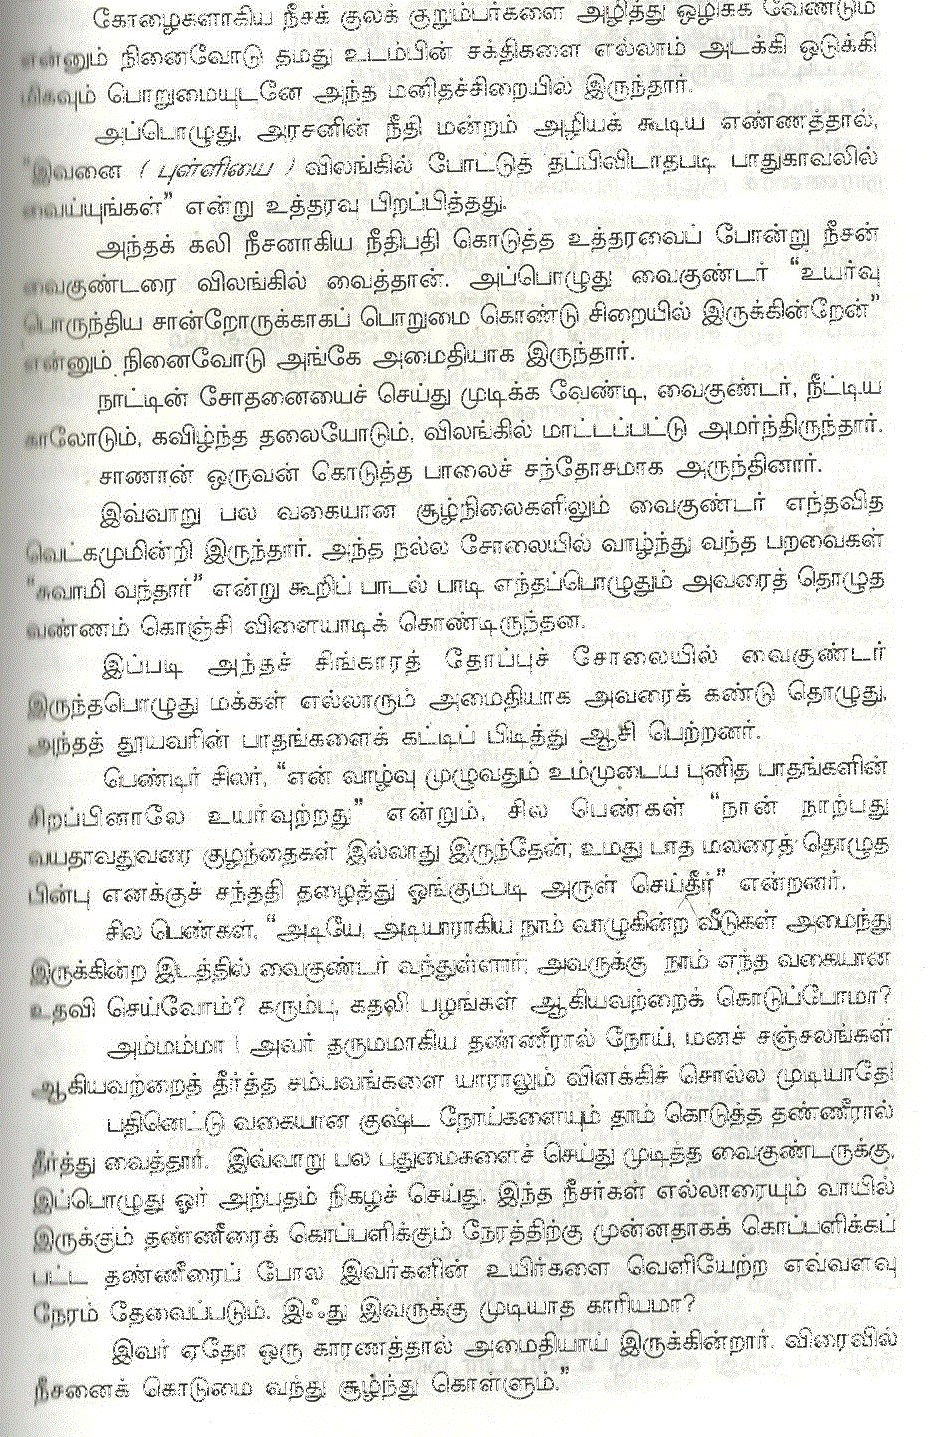 கோழைகளாகிய நீசக் குலக் குறும்பர்களை அழித்து ஒழிக்க வேண்டும்
என்னும் நினைவோடு தமது உடம்பின் சக்திகளை எல்லாம் அடக்கி ஒடுக்கி
மிகவும் பொறுமையுடனே அந்த மனிதச்சிறையில் இருந்தார்.
அப்பொழுது, அரசனின் நீதி மன்றம் அழியக் கூடிய எண்ணத்தால்,
"இவனை ( புள்ளியை ) விலங்கில் போட்டுத் தப்பிவிடாதபடி பாதுகாவலில்
வைய்யுங்கள்" என்று உத்தரவு பிறப்பித்தது.
அந்தக் கலி நீசனாகிய நீதிபதி கொடுத்த உத்தரவைப் போன்று நீசன்
வைகுண்டரை விலங்கில் வைத்தான். அப்பொழுது வைகுண்டர் "உயர்வு
பொருந்திய சான்றோருக்காகப் பொறுமை கொண்டு சிறையில் இருக்கின்றேன்"
என்னும் நினைவோடு அங்கே அமைதியாக இருந்தார்.
நாட்டின் சோதனையைச் செய்து முடிக்க வேண்டி, வைகுண்டர், நீட்டிய
காலோடும், கவிழ்ந்த தலையோடும், விலங்கில் மாட்டப்பட்டு அமர்ந்திருந்தார்.
சாணான் ஒருவன் கொடுத்த பாலைச் சந்தோசமாக அருந்தினார்.
இவ்வாறு பல வகையான சூழ்நிலைகளிலும் வைகுண்டர் எந்தவித
வெட்கமுமின்றி இருந்தார். அந்த நல்ல சோலையில் வாழ்ந்து வந்த பறவைகள்
"சுவாமி வந்தார்" என்று கூறிப் பாடல் பாடி எந்தப்பொழுதும் அவரைத் தொழுத
வண்ணம் கொஞ்சி விளையாடிக் கொண்டிருந்தன.
இப்படி அந்தச் சிங்காரத் தோப்புச் சோலையில் வைகுண்டர்
இருந்தபொழுது மக்கள் எல்லாரும் அமைதியாக அவரைக் கண்டு தொழுது,
அந்தத் தூயவரின் பாதங்களைக் கட்டிப் பிடித்து ஆசி பெற்றனர்.
பெண்டிர் சிலர், "என் வாழ்வு முழுவதும் உம்முடைய புனித பாதங்களின்
சிறப்பினாலே உயர்வுற்றது" என்றும், சில பெண்கள் "நான் நாற்பது
வயதாவதுவரை குழந்தைகள் இல்லாது இருந்தேன்; உமது பாத மலரைத் தொழுத
பின்பு எனக்குச் சந்ததி தழைத்து ஓங்கும்படி அருள் செய்தீர்" என்றனர்.
சில பெண்கள், "அடியே, அடியாராகிய நாம் வாழுகின்ற வீடுகள் அமைந்து
இருக்கின்ற இடத்தில் வைகுண்டர் வந்துள்ளார்; அவருக்கு நாம் எந்த வகையான
உதவி செய்வோம்? கரும்பு, கதலி பழங்கள் ஆகியவற்றைக் கொடுப்போமா?
அம்மம்மா ! அவர் தருமமாகிய தண்ணீரால் நோய், மனச் சஞ்சலங்கள்
ஆகியவற்றைத் தீர்த்த சம்பவங்களை யாராலும் விளக்கிச் சொல்ல முடியாதே!
பதினெட்டு வகையான குஷ்ட நோய்களையும் தாம் கொடுத்த தண்ணீரால்
தீர்த்து வைத்தார். இவ்வாறு பல புதுமைகளைச் செய்து முடித்த வைகுண்டருக்கு,
இப்பொழுது ஓர் அற்பதம் நிகழச் செய்து, இந்த நீசர்கள் எல்லாரையும் வாயில்
இருக்கும் தண்ணீரைக் கொப்பளிக்கும் நேரத்திற்கு முன்னதாகக் கொப்பளிக்கப்
பட்ட தண்ணீரைப் போல இவர்களின் உயிர்களை வெளியேற்ற எவ்வளவு
நேரம் தேவைப்படும். இஃது இவருக்கு முடியாத காரியமா?
இவர் ஏதோ ஒரு காரணத்தால் அமைதியாய் இருக்கின்றார். விரைவில்
நீசனைக் கொடுமை வந்து சூழ்ந்து கொள்ளும்."